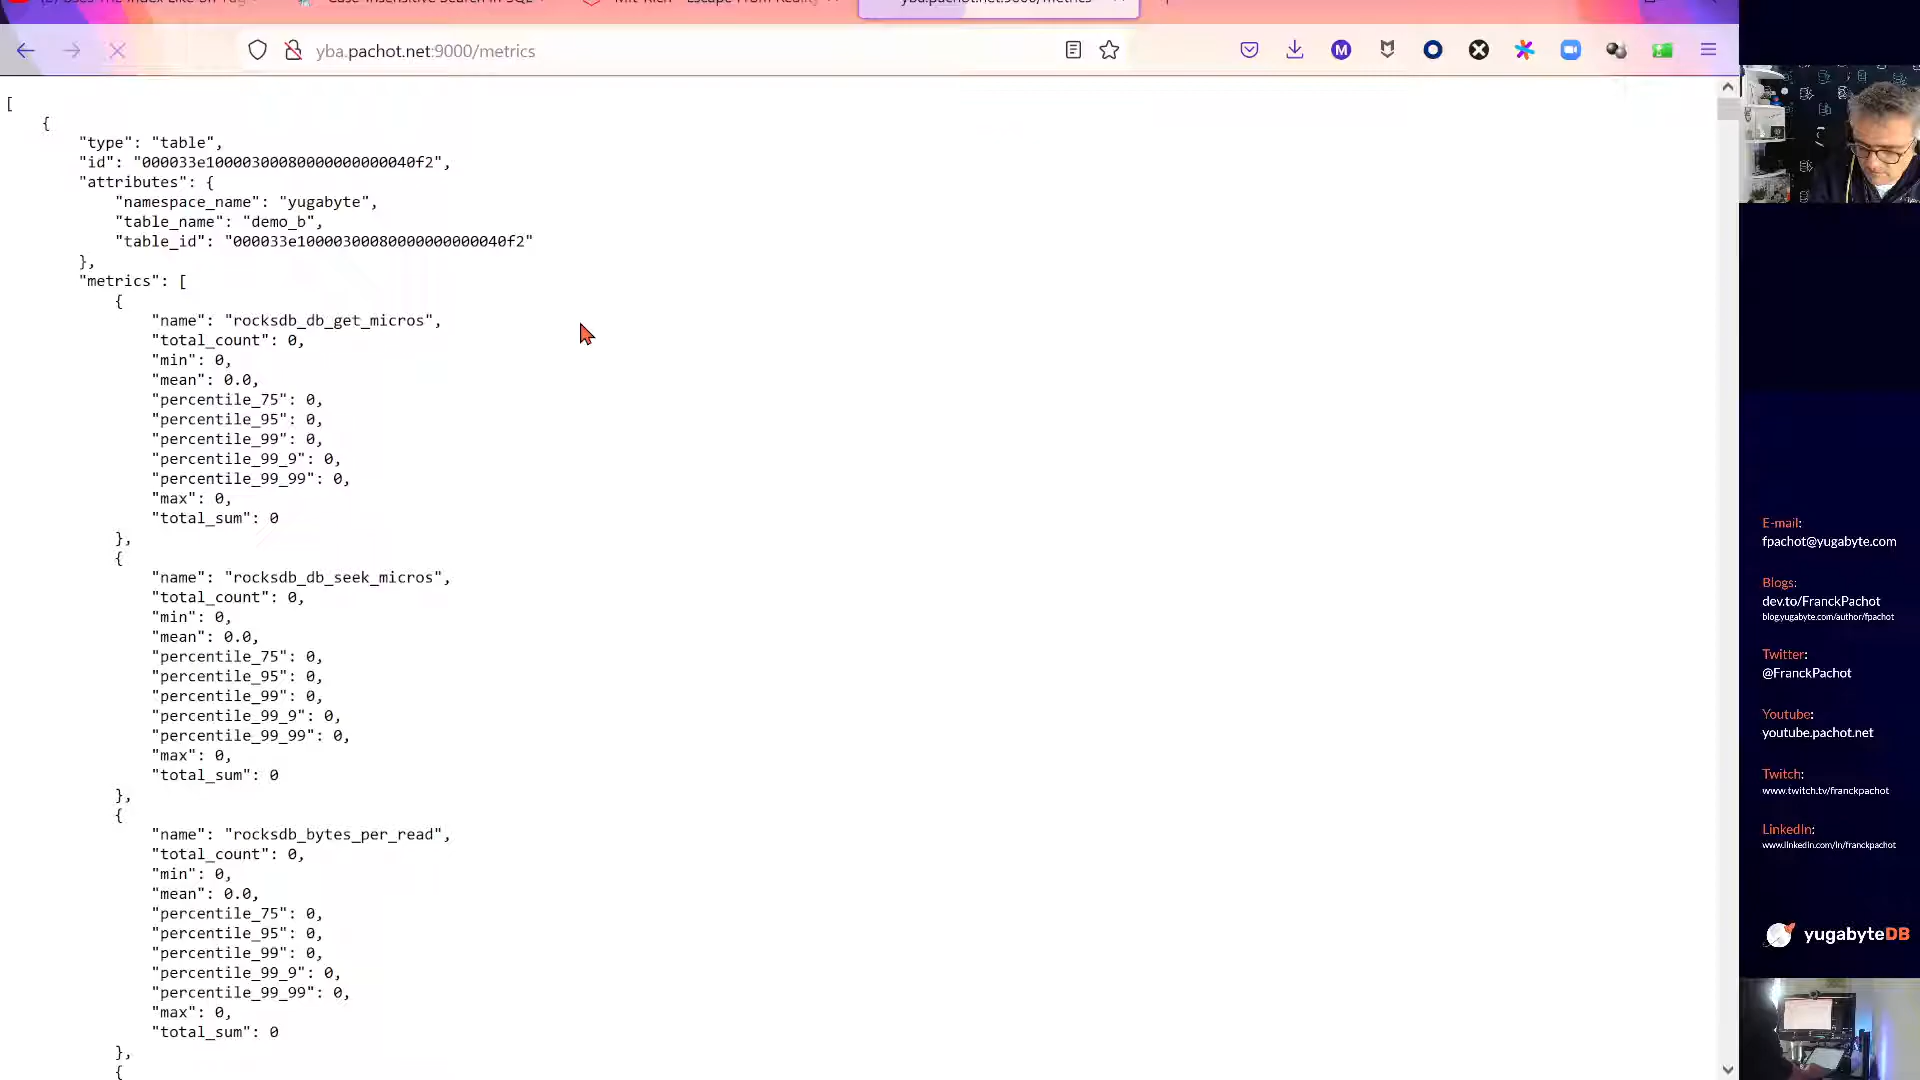 yba.pachot.net:9000/metrics
[
{
"type": "table",
"id": "000033e1000030008000000000004​0f2",
"attributes": {
"namespace_name": "yugabyte",
"table_name": "demo_b",
"table_id": "000033e10000300080000000000040f2"
},
"metrics": [
{
"name": "rocksdb_db_get_micros",
"total_count": 0,
"min": 0,
"mean": 0.0,
"percentile_75": 0,
"percentile_95": 0,
"percentile_99": 0,
"percentile_99_9": 0,
"percentile_99_99": 0,
"max": 0,
"total_sum": 0
},
{
"name": "rocksdb_db_seek_micros",
"total_count": 0,
"min": 0,
"mean": 0.0,
"percentile_75": 0,
"percentile_95": 0,
"percentile_99": 0,
"percentile_99_9": 0,
"percentile_99_99": 0,
"max": 0,
"total_sum": 0
},
{
"name": "rocksdb_bytes_per_read",
"total_count": 0,
"min": 0,
"mean": 0.0,
"percentile_75": 0,
"percentile_95": 0,
"percentile_99": 0,
"percentile_99_9": 0,
"percentile_99_99": 0,
"max": 0,
"total_sum": 0
},
{
E-mail:
fpachot@yugabyte.com
Blogs:
dev.to/FranckPachot
blog.yugabyte.com/author/fpachot
Twitter:
@FranckPachot
Youtube:
youtube.pachot.net
Twitch:
www.twitch.tv/franckpachot
LinkedIn:
www.linkedin.com/in/franckpachot
yugabyteDB